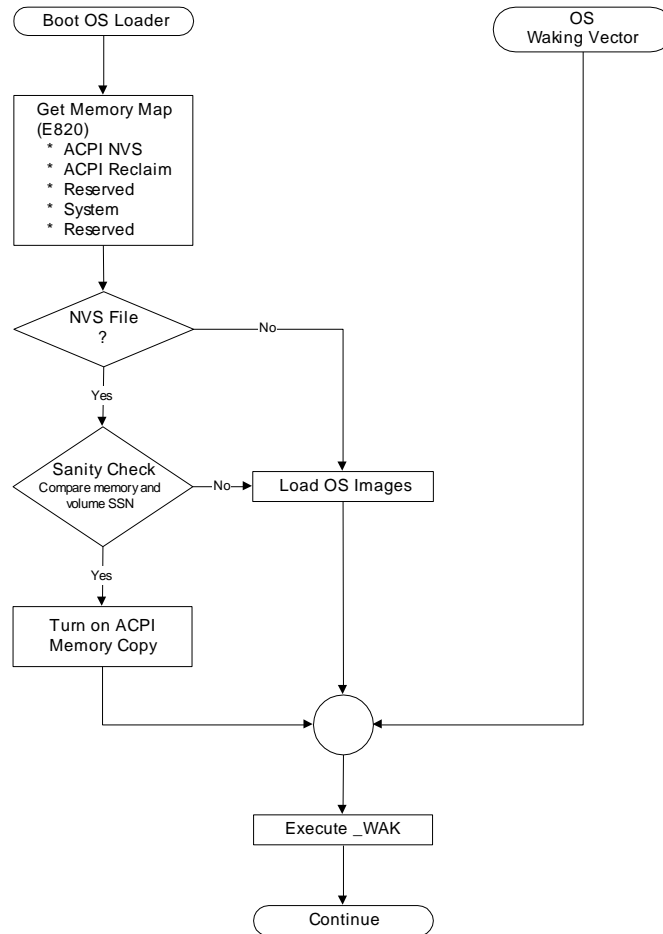 Boot OS Loader
OS
Waking Vector
Get Memory Map
(E820)
* ACPI NVS
* ACPI Reclaim
* Reserved
* System
* Reserved
NVS File
?
No
Yes
Sanity Check
Compare memory and
volume SSN
No
Load OS Images
Yes
Turn on ACPI
Memory Copy
Execute _WAK
Continue